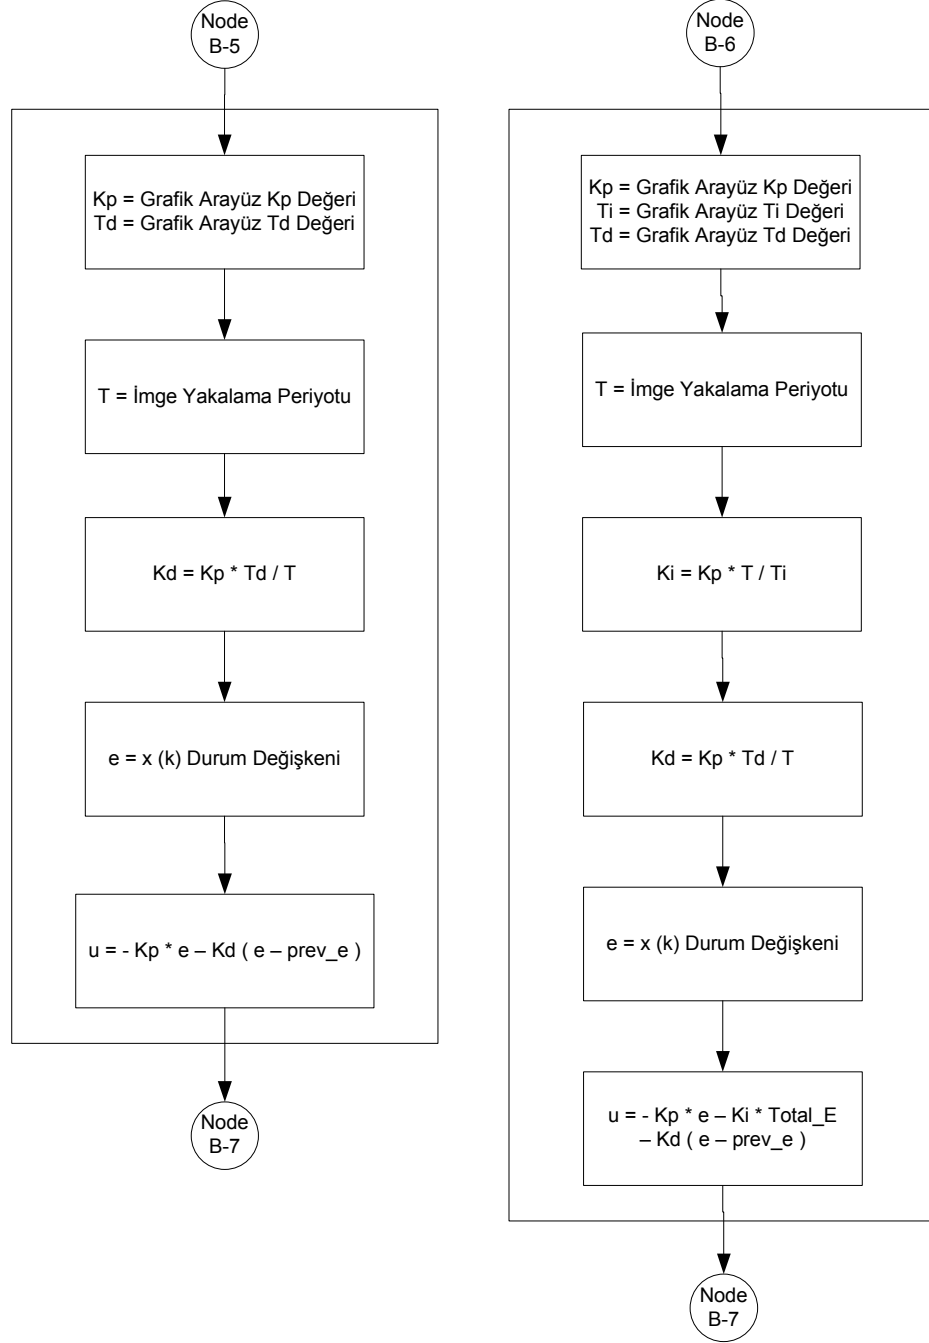 Node
B-5
Kp = Grafik Arayüz Kp Değeri
Td = Grafik Arayüz Td Değeri
T = İmge Yakalama Periyotu
Kd = Kp * Td / T
e = x (k) Durum Değişkeni
u = - Kp * e – Kd ( e – prev_e )
Node
B-7
Node
B-6
Kp = Grafik Arayüz Kp Değeri
Ti = Grafik Arayüz Ti Değeri
Td = Grafik Arayüz Td Değeri
T = İmge Yakalama Periyotu
Ki = Kp * T / Ti
Kd = Kp * Td / T
e = x (k) Durum Değişkeni
u = - Kp * e – Ki * Total_E
– Kd ( e – prev_e )
Node
B-7